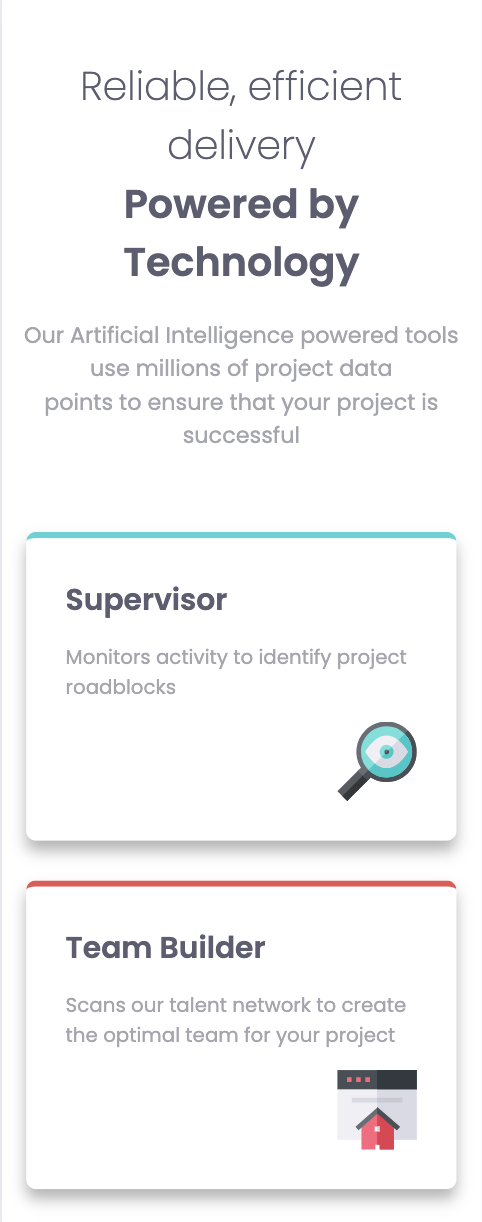 Reliable, efficient
delivery
Powered by
Technology
Our Artificial Intelligence powered tools
use millions of project data
points to ensure that your project is
successful
Supervisor
Monitors activity to identify project
roadblocks
Team Builder
Scans our talent network to create
the optimal team for your project